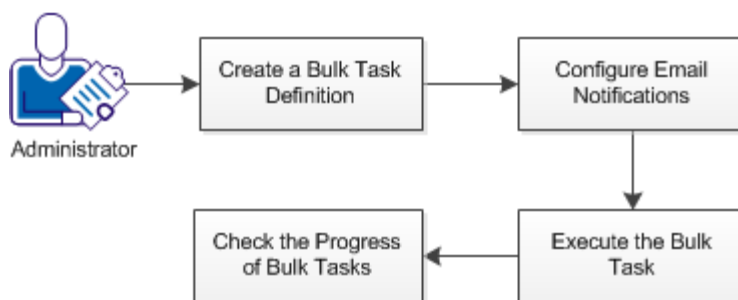 Create a Bulk Task
Definition
Configure Email
Notifications
Administrator
Check the Progress
of Bulk Tasks
Execute the Bulk
Task